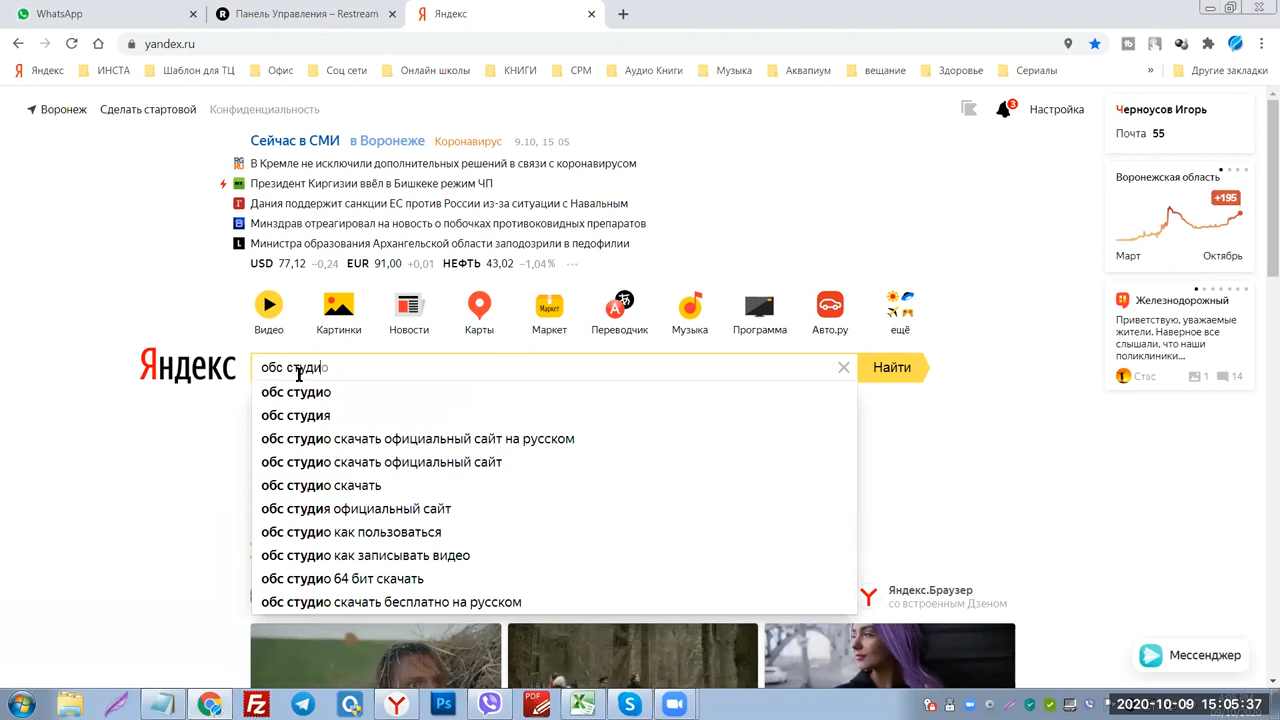 WhatsApp
Панель Управления – Restream
Яндекс
yandex.ru
Яндекс
ИНСТА
Шаблон для ТЦ
Офис
Соц сети
Онлайн школы
КНИГИ
СРМ
Аудио Книги
Музыка
Аквапиум
вещание
Здоровье
Сериалы
»
Другие закладки
Воронеж
Сделать стартовой
Конфиденциальность
3
Настройка
Черноусов Игорь
Почта 55
Сейчас в СМИ
в Воронеже
Коронавирус
9.10, 15 05
В Кремле не исключили дополнительных решений в связи с коронавирусом
Президент Киргизии ввёл в Бишкеке режим ЧП
Дания поддержит санкции ЕС против России из-за ситуации с Навальным
Минздрав отреагировал на новость о побочках противоковидных препаратов
Министра образования Архангельской области заподозрили в педофилии
USD 77,12 −0,24 EUR 91,00 +0,01 НЕФТЬ 43,02 −1,04% ···
Воронежская область
+195
Март
Октябрь
Видео
Картинки
Новости
Карты
Маркет
Маркет
Переводчик
Музыка
Программа
Авто.ру
ещё
Железнодорожный
Приветствую, уважаемые
жители. Наверное все
слышали, что наши
поликлиники...
Стас
1
14
Яндекс
обс студио
Найти
обс студио
обс студия
обс студио скачать официальный сайт на русском
обс студио скачать официальный сайт
обс студио скачать
обс студия официальный сайт
обс студио как пользоваться
обс студио как записывать видео
обс студио 64 бит скачать
обс студио скачать бесплатно на русском
Яндекс.Браузер
со встроенным Дзеном
Мессенджер
2020-10-09 15:05:37